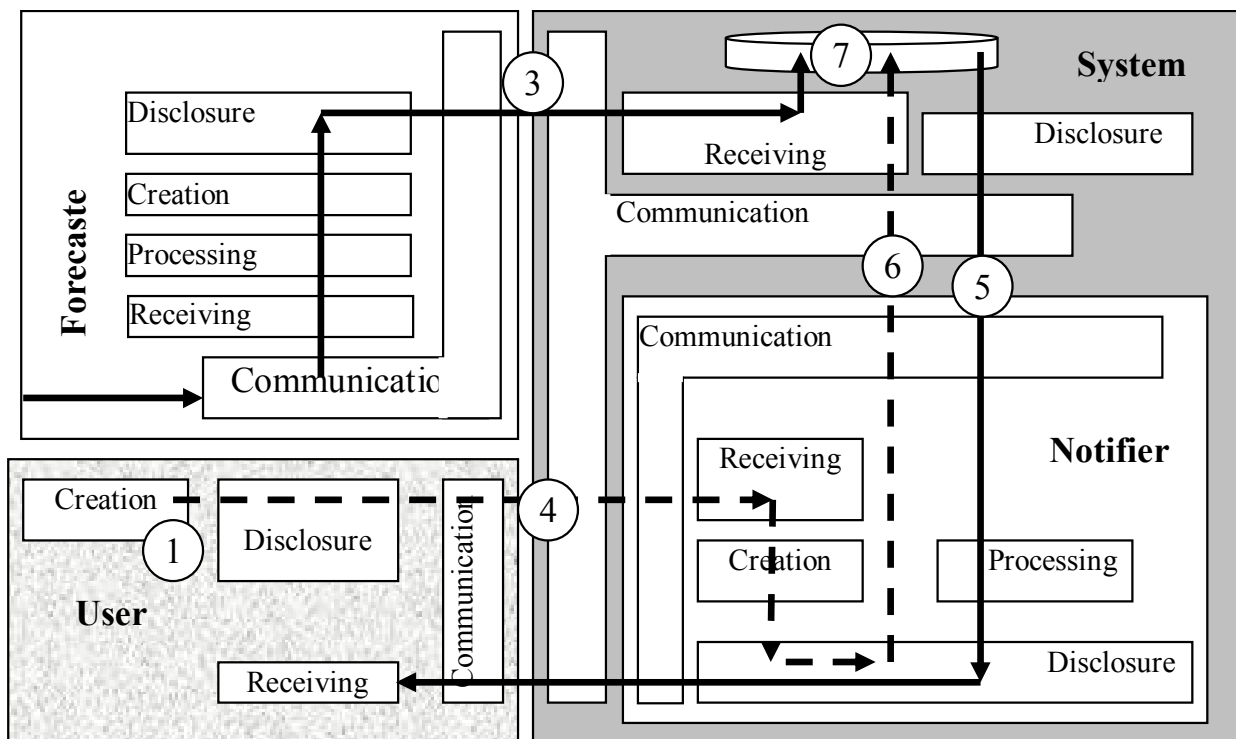 7
System
3
Disclosure
Receiving
Disclosure
Creation
Communication
Forecaste
Processing
6
5
Receiving
Communication
Communicatio
Notifier
Receiving
Creation
4
Communication
Disclosure
1
Creation
Processing
User
Receiving
Disclosure